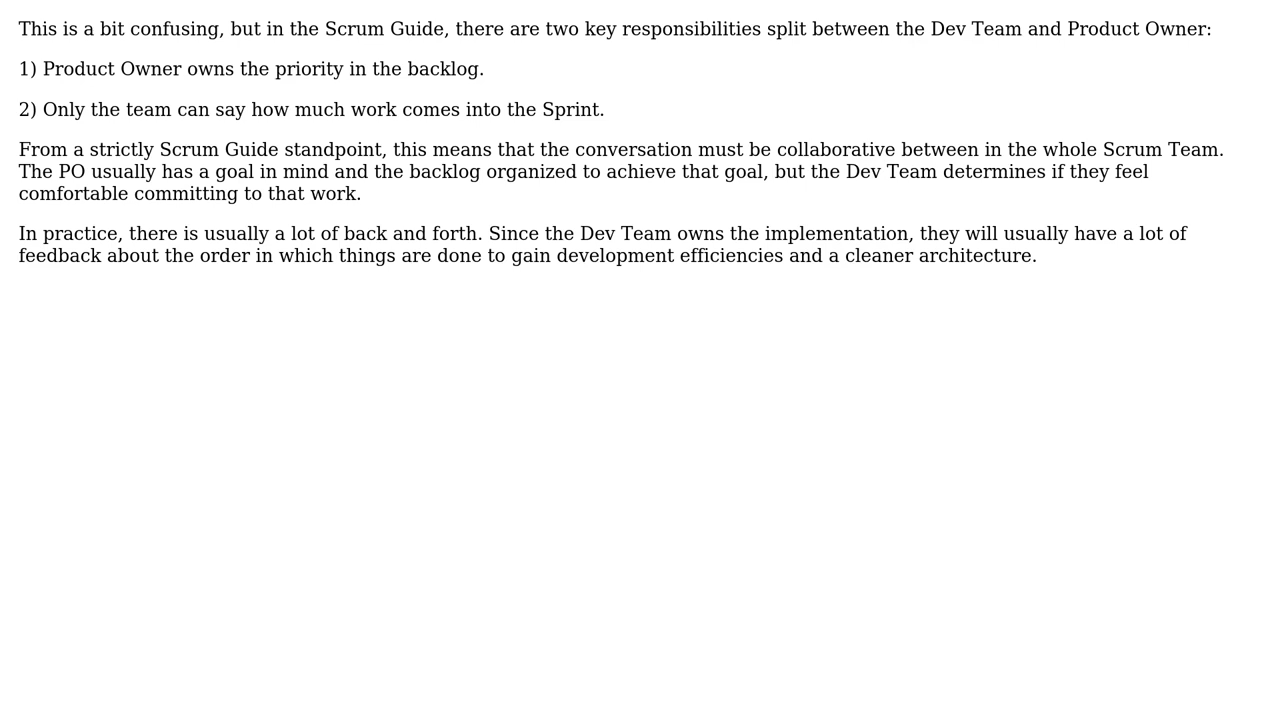 This is a bit confusing, but in the Scrum Guide, there are two key responsibilities split between the Dev Team and Product Owner:
1) Product Owner owns the priority in the backlog.
2) Only the team can say how much work comes into the Sprint.
From a strictly Scrum Guide standpoint, this means that the conversation must be collaborative between in the whole Scrum Team.
The PO usually has a goal in mind and the backlog organized to achieve that goal, but the Dev Team determines if they feel
comfortable committing to that work.
In practice, there is usually a lot of back and forth. Since the Dev Team owns the implementation, they will usually have a lot of
feedback about the order in which things are done to gain development efficiencies and a cleaner architecture.